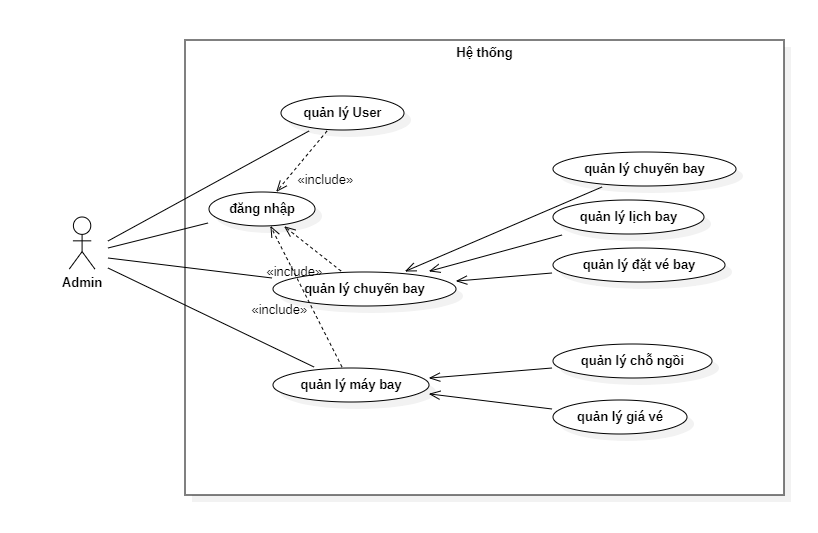 Hệ thống
quản lý User
quản lý chuyến bay
«include»
đăng nhập
quản lý lịch bay
quản lý đặt vé bay
«include»
Admin
quản lý chuyến bay
«include»
quản lý chỗ ngồi
quản lý máy bay
quản lý giá vé